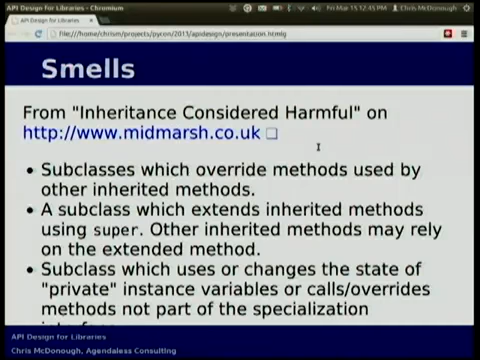 API Design for Libraries - Chromium
Fri Mar 15 12:45 PM
Chris McDonough
API Design for Libraries
file:///home/chrism/projects/pycon/2013/apidesign/presentation.html
Smells
From "Inheritance Considered Harmful" on
http://www.midmarsh.co.uk
• Subclasses which override methods used by
other inherited methods.
• A subclass which extends inherited methods
using super. Other inherited methods may rely
on the extended method.
• Subclass which uses or changes the state of
"private" instance variables or calls/overrides
methods not part of the specialization
API Design for Libraries
Chris McDonough, Agendaless Consulting